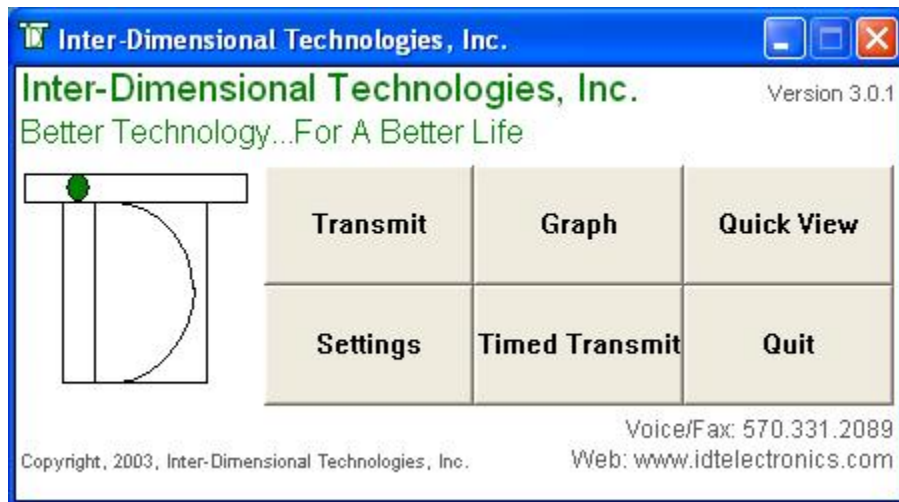 Inter-Dimensional Technologies, Inc.
Inter-Dimensional Technologies, Inc.
Version 3.0.1
Better Technology...For A Better Life
Transmit
Graph
Quick View
Settings
Timed Transmit
Quit
Voice/Fax: 570.331.2089
Copyright, 2003, Inter-Dimensional Technologies, Inc.
Web: www.idtelectronics.com